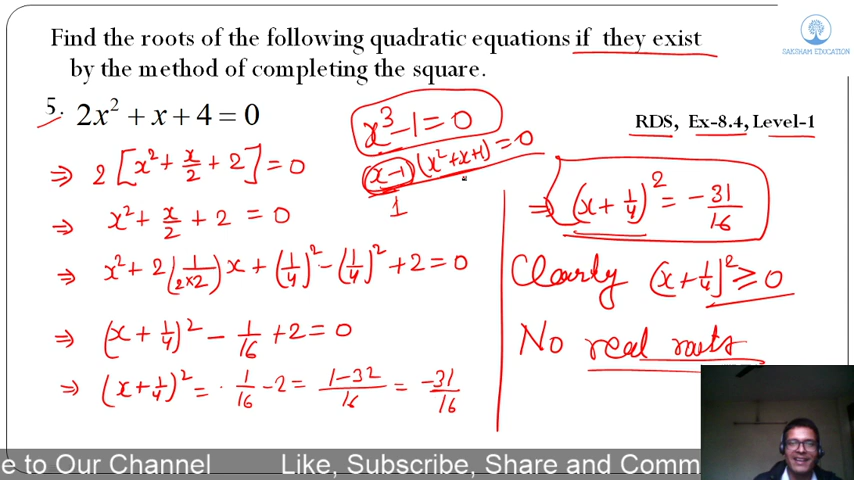 Find the roots of the following quadratic equations if they exist
by the method of completing the square.
SAKSHAM EDUCATION
5. 2x² + x + 4 = 0
x³ - 1 = 0
(x-1) (x²+x+1) = 0
1
RDS, Ex-8.4, Level-1
⇒ 2 [x² + x/2 + 2] = 0
⇒ x² + x/2 + 2 = 0
⇒ x² + 2 (1/2×2) x + (1/4)² - (1/4)² + 2 = 0
⇒ (x + 1/4)² - 1/16 + 2 = 0
⇒ (x + 1/4)² = 1/16 - 2 = 1-32/16 = -31/16
⇒ (x + 1/4)² = -31/16
Clearly (x + 1/4)² ≥ 0
No real roots
e to Our Channel Like, Subscribe, Share and Comm